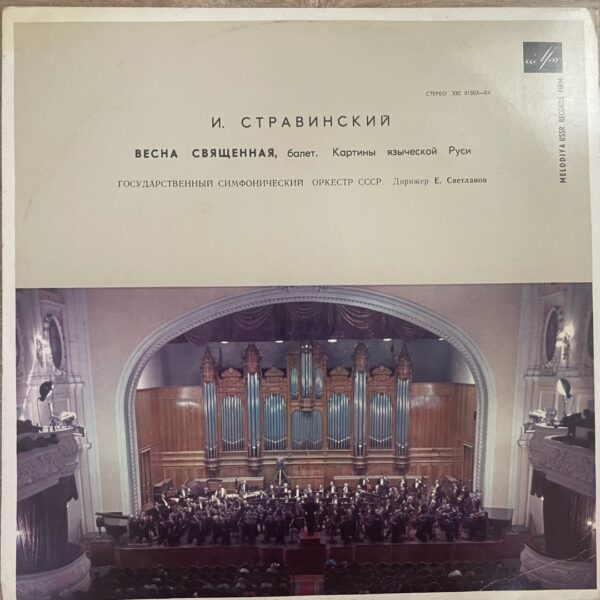 СТЕРЕО 33С 01303—04
И. СТРАВИНСКИЙ
ВЕСНА СВЯЩЕННАЯ, балет. Картины языческой Руси
ГОСУДАРСТВЕННЫЙ СИМФОНИЧЕСКИЙ ОРКЕСТР СССР. Дирижер Е. Светланов
MELODIYA USSR RECORDS FIRM